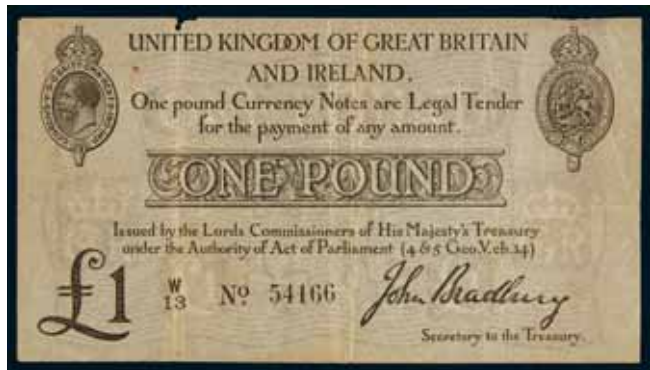 UNITED KINGDOM OF GREAT BRITAIN
AND IRELAND.
One pound Currency Notes are Legal Tender
for the payment of any amount.
ONE POUND
Issued by the Lords Commissioners of His Majesty's Treasury
under the Authority of Act of Parliament (4 & 5 Geo.V.ch.14)
£1 W/13 Nº 54166 John Bradbury
Secretary to the Treasury.